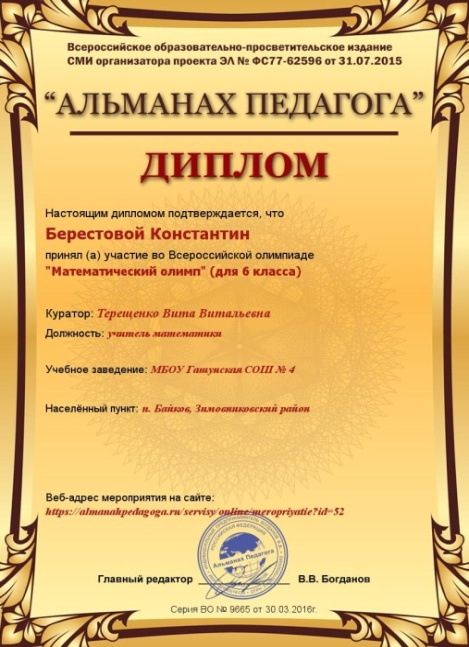 Всероссийское образовательно-просветительское издание
СМИ организатора проекта ЭЛ № ФС77-62596 от 31.07.2015
“АЛЬМАНАХ ПЕДАГОГА”
ДИПЛОМ
Настоящим дипломом подтверждается, что
Берестовой Константин
принял (а) участие во Всероссийской олимпиаде
"Математический олимп" (для 6 класса)
Куратор: Терещенко Вита Витальевна
Должность: учитель математики
Учебное заведение: МБОУ Гашунская СОШ № 4
Населённый пункт: п. Байков, Зимовниковский район
Веб-адрес мероприятия на сайте:
https://almanahpedagoga.ru/servisy/online/meropriyatie?id=52
Альманах Педагога
Главный редактор В.В. Богданов
Серия ВО № 9665 от 30.03.2016г.